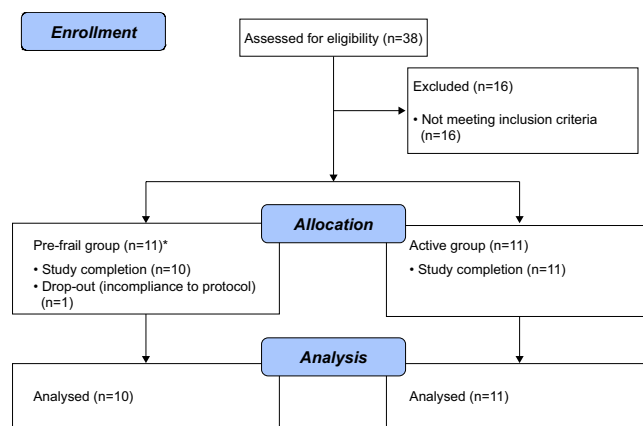 Enrollment
Assessed for eligibility (n=38)
Excluded (n=16)
• Not meeting inclusion criteria
(n=16)
Allocation
Pre-frail group (n=11)*
• Study completion (n=10)
• Drop-out (incompliance to protocol)
(n=1)
Active group (n=11)
• Study completion (n=11)
Analysis
Analysed (n=10)
Analysed (n=11)